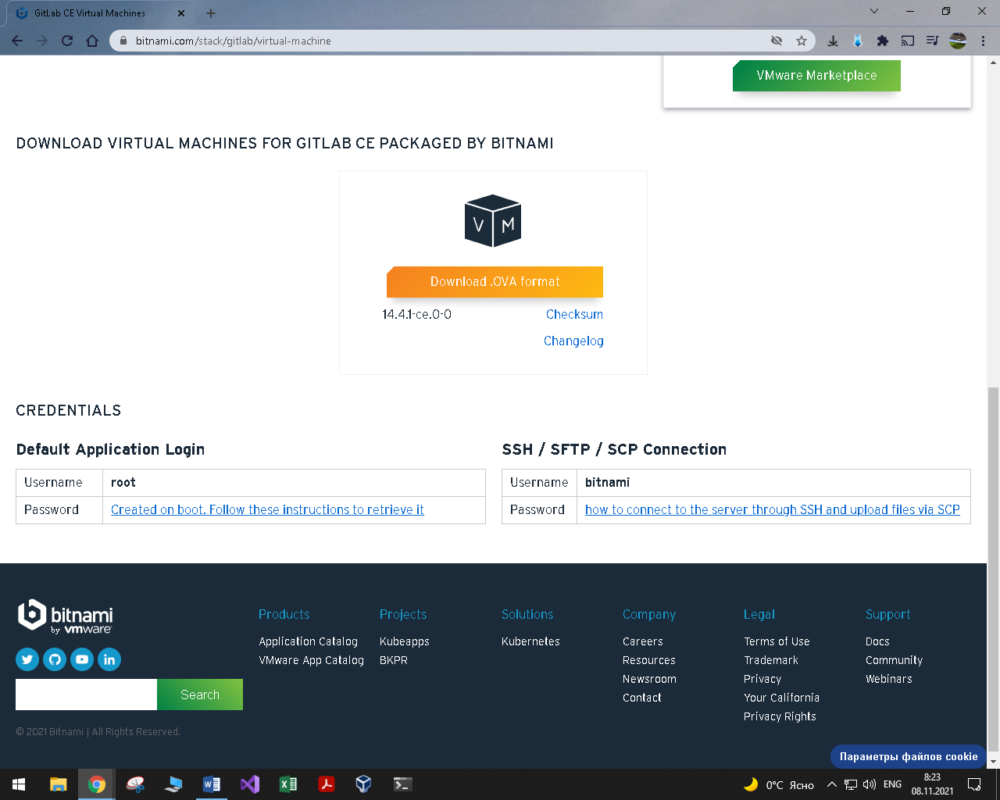 GitLab CE Virtual Machines
bitnami.com/stack/gitlab/virtual-machine
VMware Marketplace
DOWNLOAD VIRTUAL MACHINES FOR GITLAB CE PACKAGED BY BITNAMI
V M
Download .OVA format
14.4.1-ce.0-0 Checksum
Changelog
CREDENTIALS
Default Application Login
Username root
Password Created on boot. Follow these instructions to retrieve it
SSH / SFTP / SCP Connection
Username bitnami
Password how to connect to the server through SSH and upload files via SCP
bitnami
by vmware
Search
© 2021 Bitnami | All Rights Reserved.
Products
Application Catalog
VMware App Catalog
Projects
Kubeapps
BKPR
Solutions
Kubernetes
Company
Careers
Resources
Newsroom
Contact
Legal
Terms of Use
Trademark
Privacy
Your California
Privacy Rights
Support
Docs
Community
Webinars
Параметры файлов cookie
0°C Ясно
ENG
8:23
08.11.2021